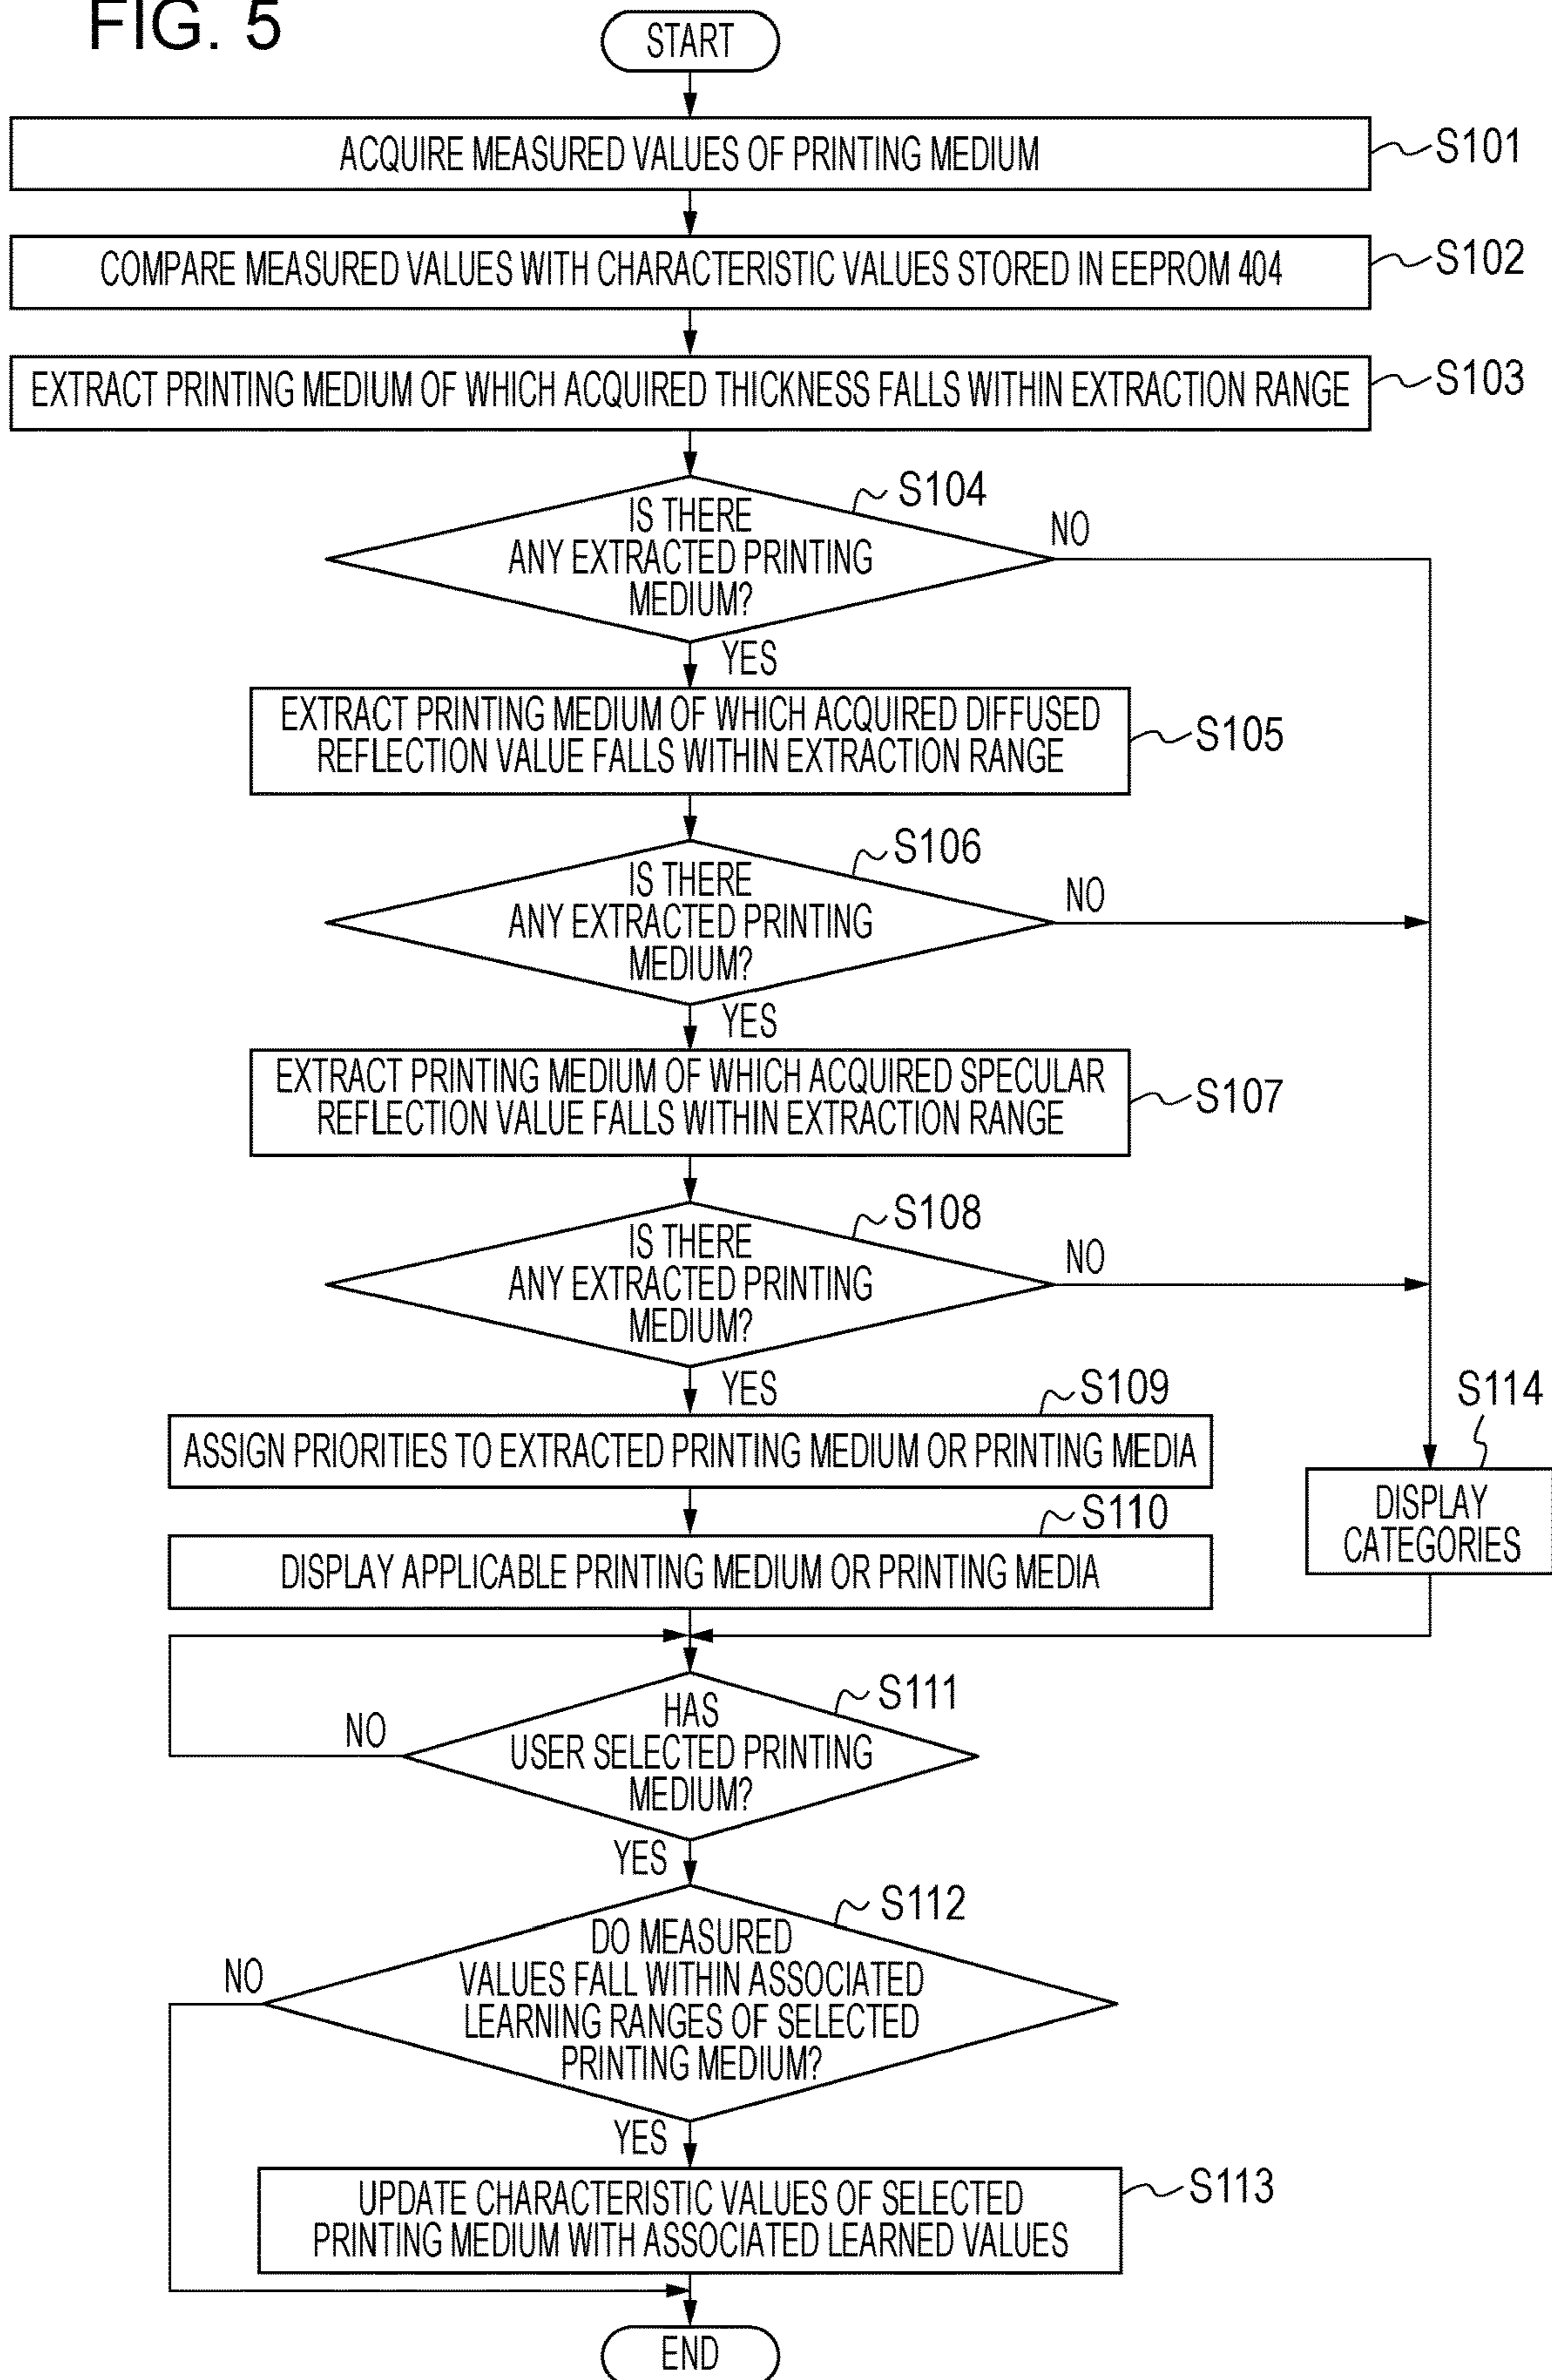 FIG. 5
START
ACQUIRE MEASURED VALUES OF PRINTING MEDIUM
S101
COMPARE MEASURED VALUES WITH CHARACTERISTIC VALUES STORED IN EEPROM 404
S102
EXTRACT PRINTING MEDIUM OF WHICH ACQUIRED THICKNESS FALLS WITHIN EXTRACTION RANGE
S103
S104
IS THERE
ANY EXTRACTED PRINTING
MEDIUM?
NO
YES
EXTRACT PRINTING MEDIUM OF WHICH ACQUIRED DIFFUSED
REFLECTION VALUE FALLS WITHIN EXTRACTION RANGE
S105
S106
IS THERE
ANY EXTRACTED PRINTING
MEDIUM?
NO
YES
EXTRACT PRINTING MEDIUM OF WHICH ACQUIRED SPECULAR
REFLECTION VALUE FALLS WITHIN EXTRACTION RANGE
S107
S108
IS THERE
ANY EXTRACTED PRINTING
MEDIUM?
NO
YES
S109
ASSIGN PRIORITIES TO EXTRACTED PRINTING MEDIUM OR PRINTING MEDIA
S114
DISPLAY
CATEGORIES
S110
DISPLAY APPLICABLE PRINTING MEDIUM OR PRINTING MEDIA
S111
HAS
USER SELECTED PRINTING
MEDIUM?
NO
YES
S112
DO MEASURED
VALUES FALL WITHIN ASSOCIATED
LEARNING RANGES OF SELECTED
PRINTING MEDIUM?
NO
YES
UPDATE CHARACTERISTIC VALUES OF SELECTED
PRINTING MEDIUM WITH ASSOCIATED LEARNED VALUES
S113
END